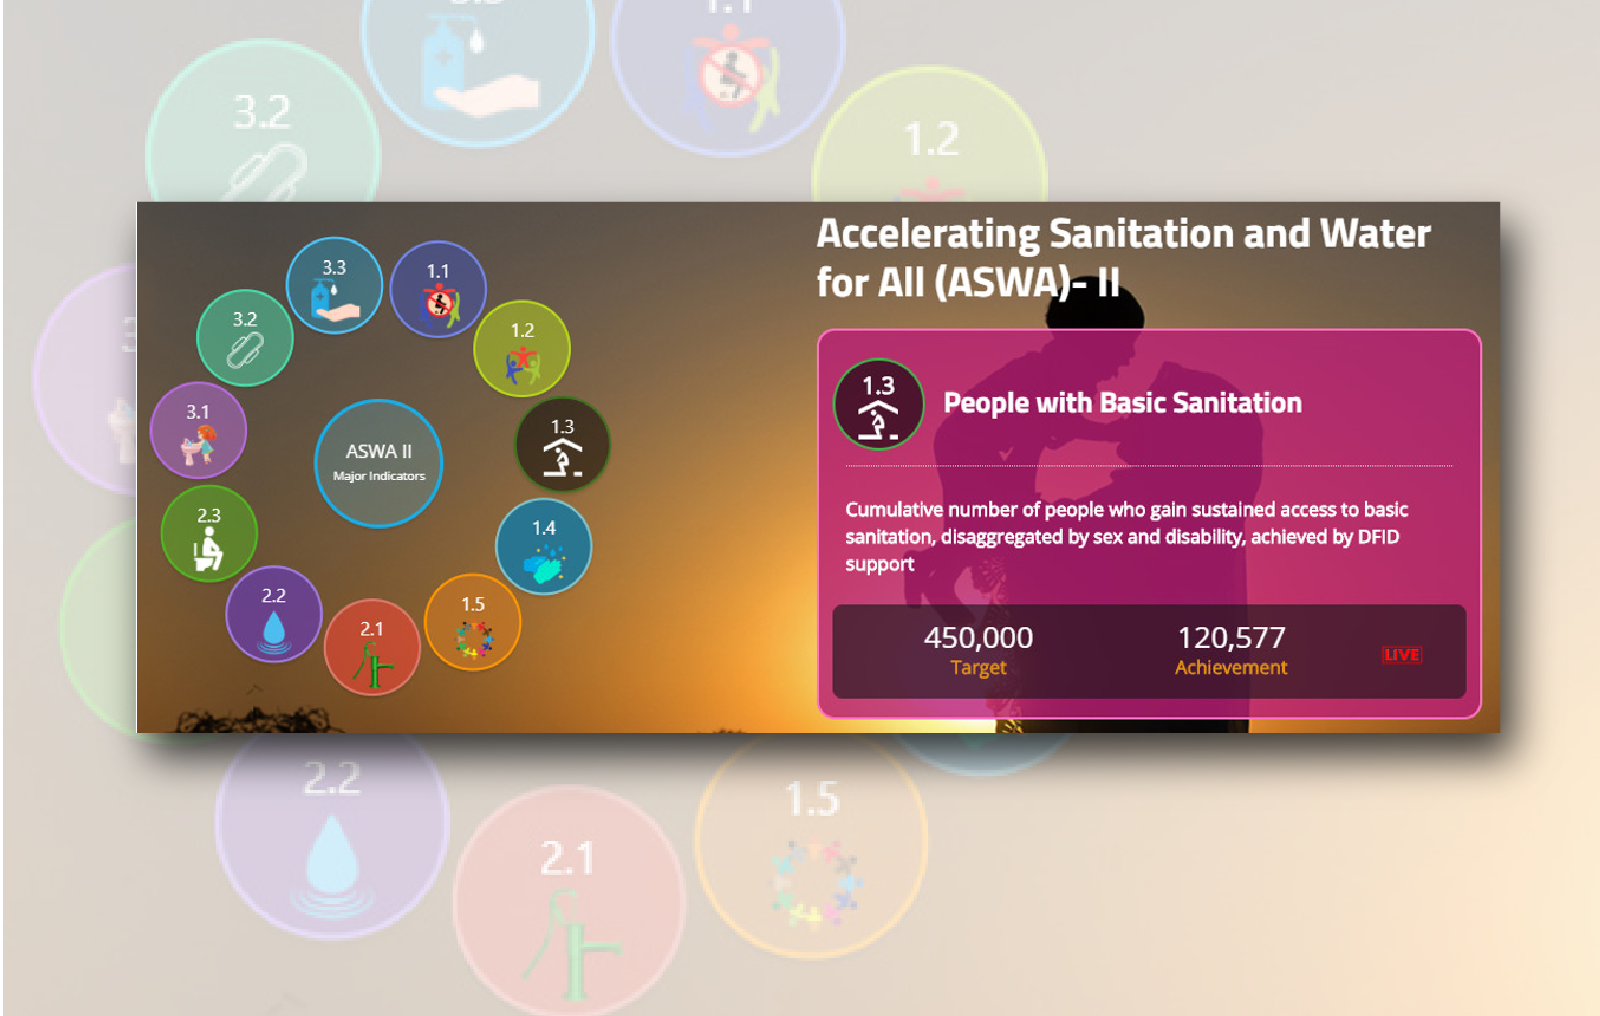 3.3
1.1
3.2
1.2
Accelerating Sanitation and Water
for All (ASWA)- II
3.3
1.1
3.2
1.2
3.1
1.3
ASWA II
Major Indicators
2.3
1.4
2.2
1.5
2.1
1.3
People with Basic Sanitation
Cumulative number of people who gain sustained access to basic
sanitation, disaggregated by sex and disability, achieved by DFID
support
450,000
120,577
LIVE
Target
Achievement
2.2
1.5
2.1